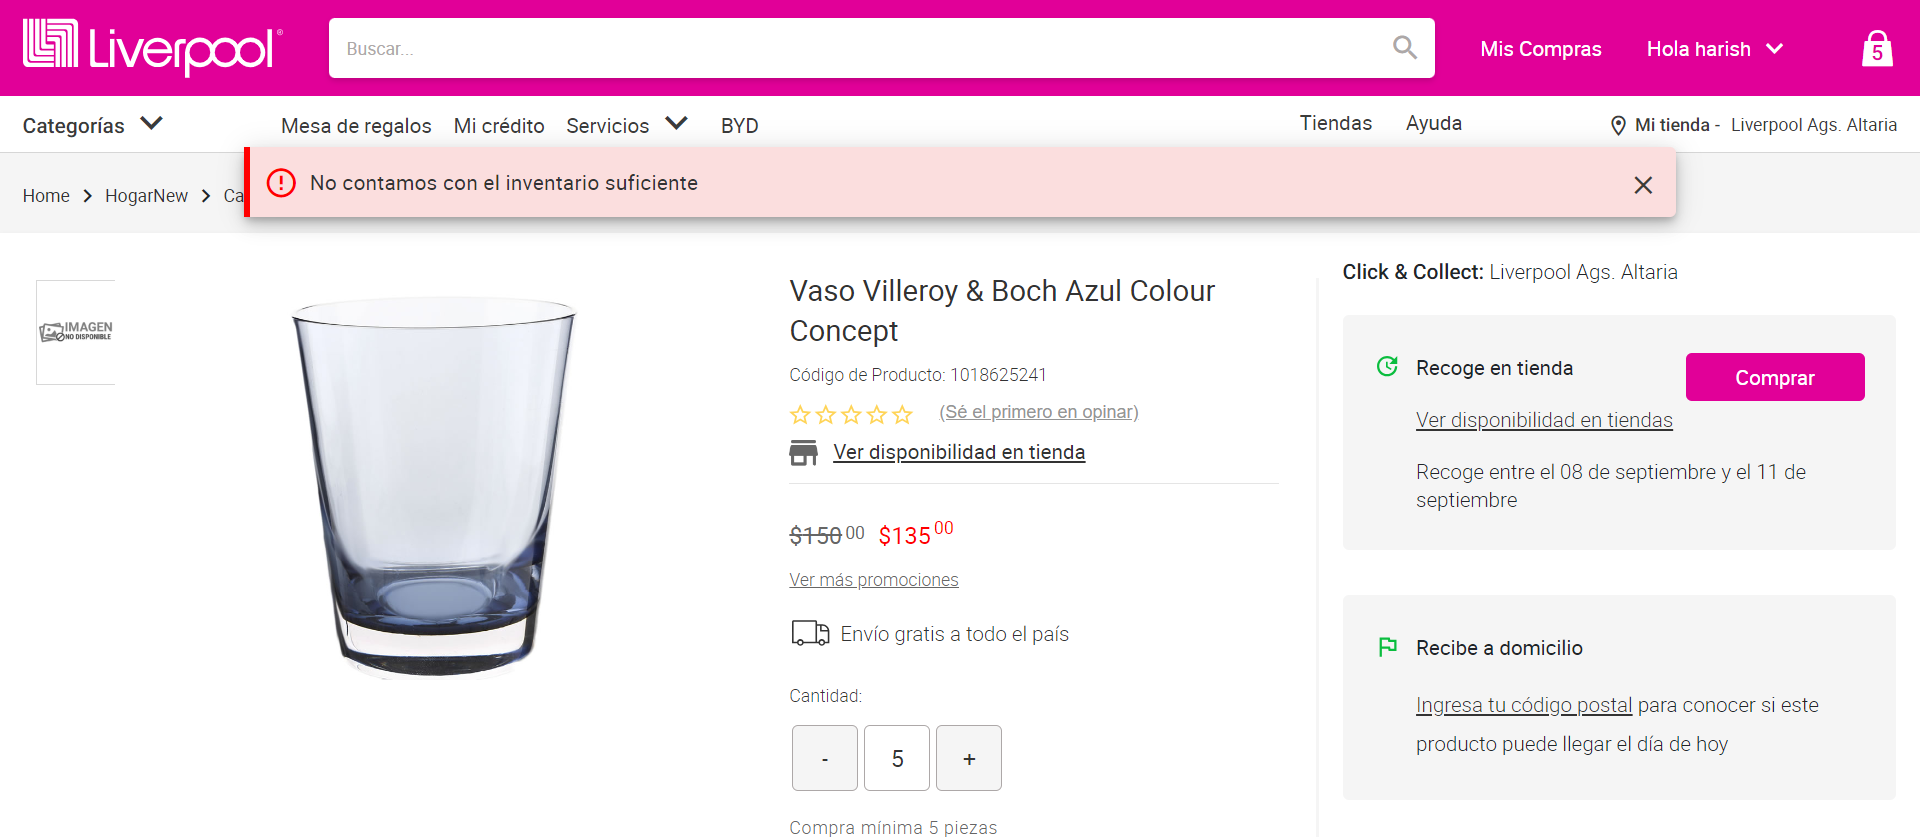 Liverpool®
Buscar...
Mis Compras
Hola harish
5
Categorías
Mesa de regalos
Mi crédito
Servicios
BYD
Tiendas
Ayuda
Mi tienda - Liverpool Ags. Altaria
No contamos con el inventario suficiente
Home > HogarNew > Ca
IMAGEN
NO DISPONIBLE
Vaso Villeroy & Boch Azul Colour
Concept
Código de Producto: 1018625241
(Sé el primero en opinar)
Ver disponibilidad en tienda
$150 00 $135 00
Ver más promociones
Envío gratis a todo el país
Cantidad:
- 5 +
Compra mínima 5 piezas
Click & Collect: Liverpool Ags. Altaria
Recoge en tienda
Comprar
Ver disponibilidad en tiendas
Recoge entre el 08 de septiembre y el 11 de
septiembre
Recibe a domicilio
Ingresa tu código postal para conocer si este
producto puede llegar el día de hoy